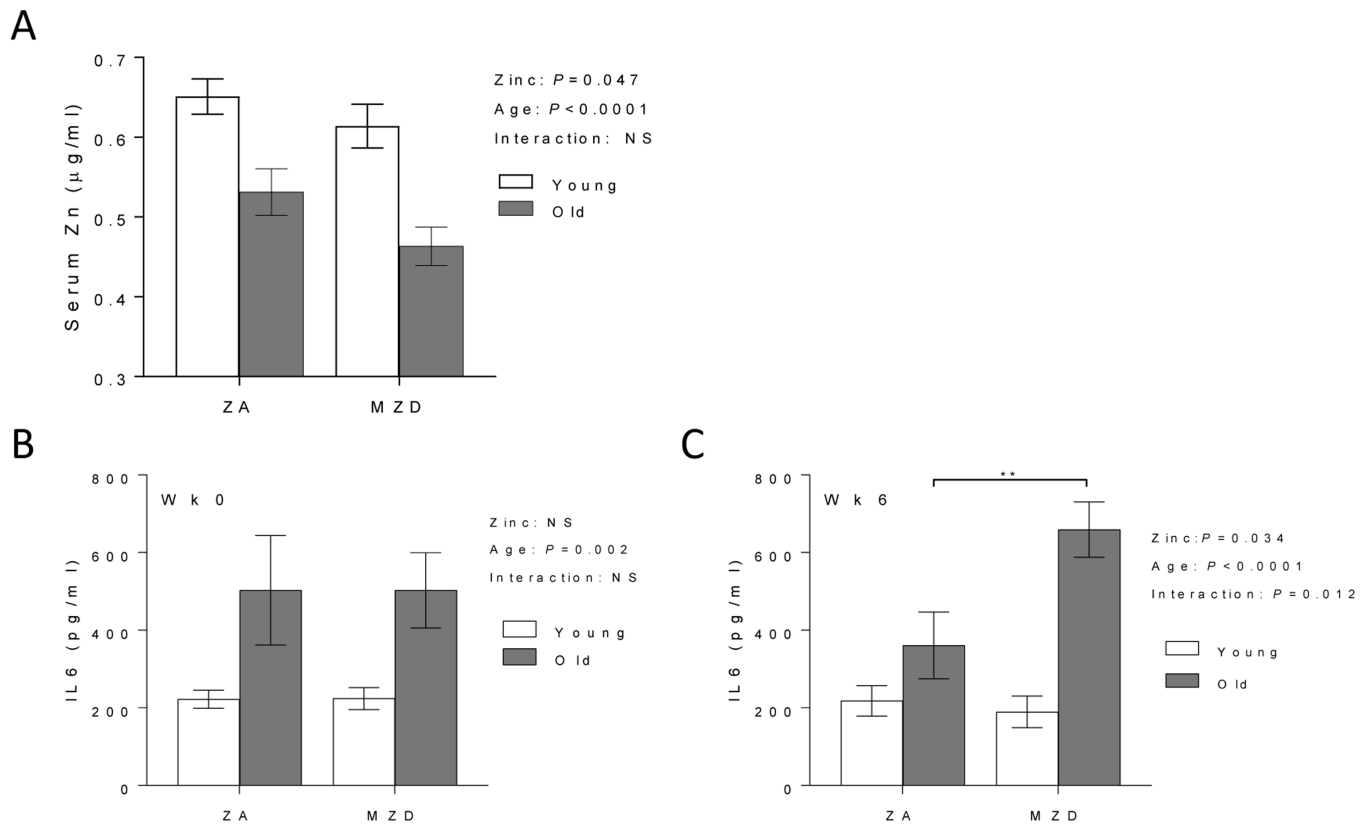 A
Serum Zn (μg/ml)
0.7
0.6
0.5
0.4
0.3
ZA
MZD
Zinc: P=0.047
Age: P<0.0001
Interaction: NS
Young
Old
B
IL6 (pg/ml)
800
600
400
200
0
Wk 0
ZA
MZD
Zinc: NS
Age: P=0.002
Interaction: NS
Young
Old
C
IL6 (pg/ml)
800
600
400
200
0
Wk 6
**
ZA
MZD
Zinc:P=0.034
Age: P<0.0001
Interaction: P=0.012
Young
Old